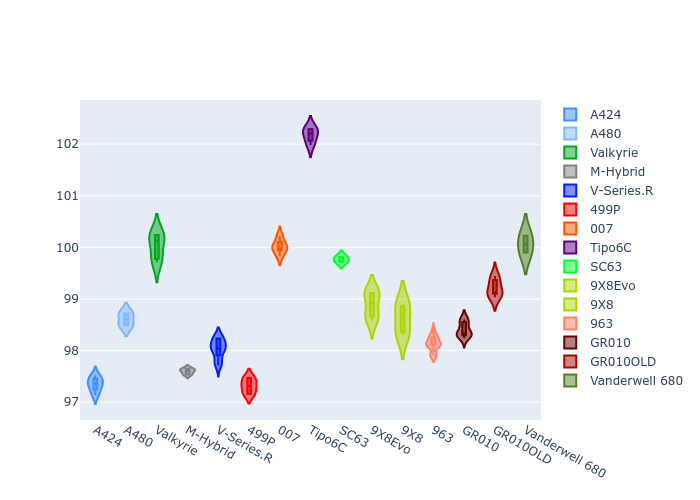 102
101
100
99
98
97
A424
A480
Valkyrie
M-Hybrid
V-Series.R
499P
007
Tipo6C
SC63
9X8Evo
9X8
963
GR010
GR010OLD
Vanderwell 680
A424
A480
Valkyrie
M-Hybrid
V-Series.R
499P
007
Tipo6C
SC63
9X8Evo
9X8
963
GR010
GR010OLD
Vanderwell 680